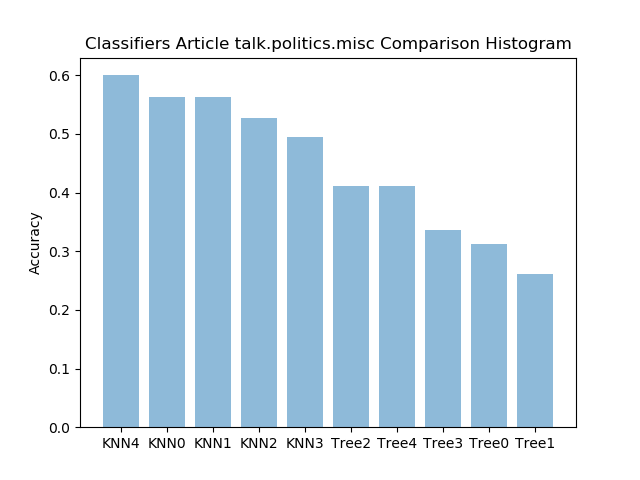 Classifiers Article talk.politics.misc Comparison Histogram
0.6
0.5
0.4
0.3
0.2
0.1
0.0
Accuracy
KNN4 KNN0 KNN1 KNN2 KNN3 Tree2 Tree4 Tree3 Tree0 Tree1